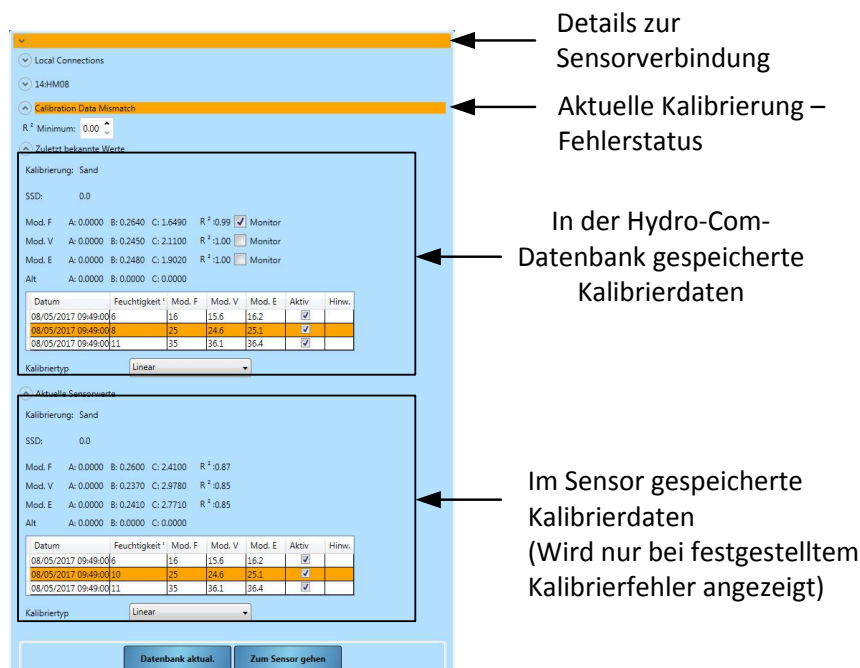 Details zur
Sensorverbindung
Local Connections
14:HM08
Calibration Data Mismatch
Aktuelle Kalibrierung –
Fehlerstatus
R² Minimum: 0.00
Zuletzt bekannte Werte
Kalibrierung: Sand
SSD: 0.0
Mod. F A: 0.0000 B: 0.2640 C: 1.6490 R²:0.99 Monitor
Mod. V A: 0.0000 B: 0.2450 C: 2.1100 R²:1.00 Monitor
Mod. E A: 0.0000 B: 0.2480 C: 1.9020 R²:1.00 Monitor
Alt A: 0.0000 B: 0.0000 C: 0.0000
Datum Feuchtigkeit Mod. F Mod. V Mod. E Aktiv Hinw.
08/05/2017 09:49:00 6 16 15.6 16.2
08/05/2017 09:49:00 8 25 24.6 25.1
08/05/2017 09:49:00 11 35 36.1 36.4
Kalibriertyp Linear
In der Hydro-Com-
Datenbank gespeicherte
Kalibrierdaten
Aktuelle Sensorwerte
Kalibrierung: Sand
SSD: 0.0
Mod. F A: 0.0000 B: 0.2600 C: 2.4100 R²:0.87
Mod. V A: 0.0000 B: 0.2370 C: 2.9780 R²:0.85
Mod. E A: 0.0000 B: 0.2410 C: 2.7710 R²:0.85
Alt A: 0.0000 B: 0.0000 C: 0.0000
Datum Feuchtigkeit Mod. F Mod. V Mod. E Aktiv Hinw.
08/05/2017 09:49:00 6 16 15.6 16.2
08/05/2017 09:49:00 10 25 24.6 25.1
08/05/2017 09:49:00 11 35 36.1 36.4
Kalibriertyp Linear
Im Sensor gespeicherte
Kalibrierdaten
(Wird nur bei festgestelltem
Kalibrierfehler angezeigt)
Datenbank aktual. Zum Sensor gehen